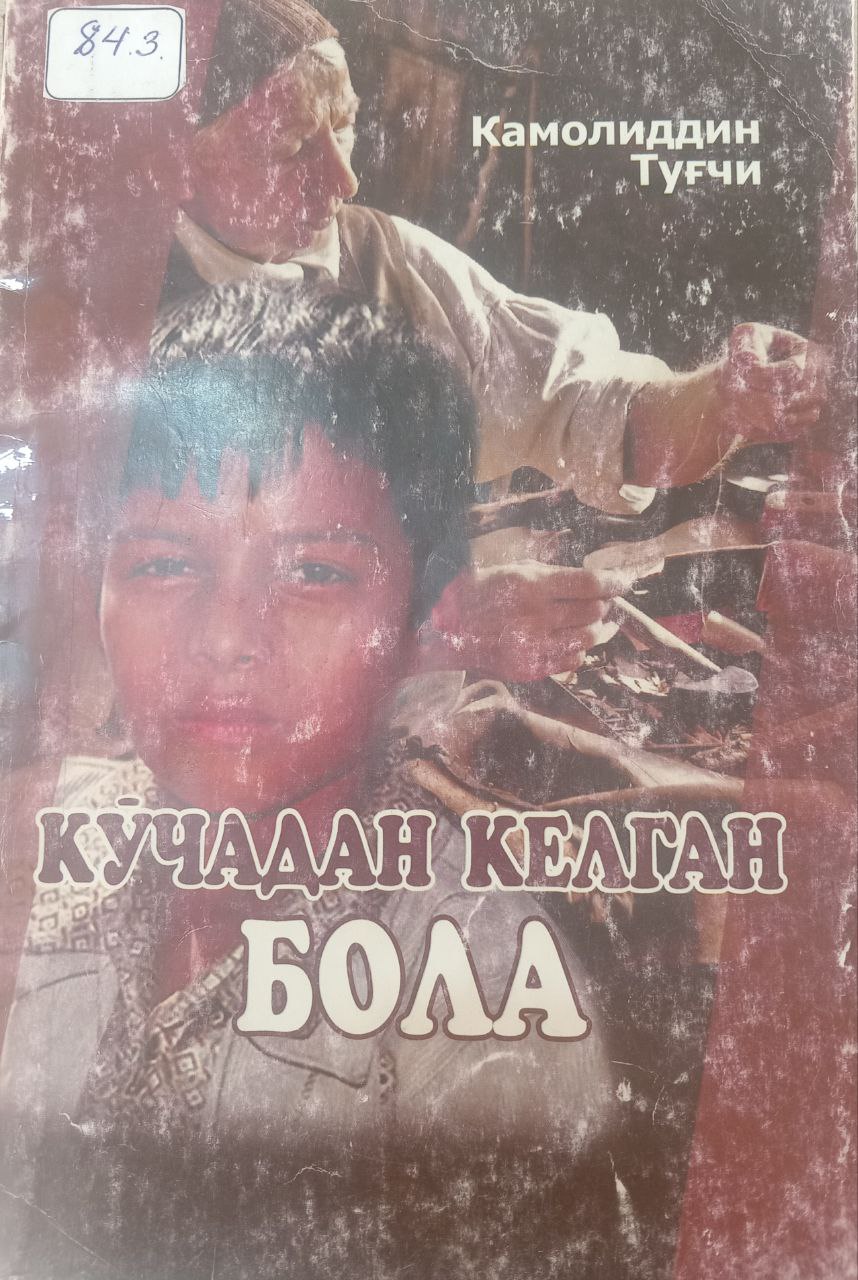 84.3.
Камолиддин
Туғчи
КЎЧАДАН КЕЛГАН
БОЛА